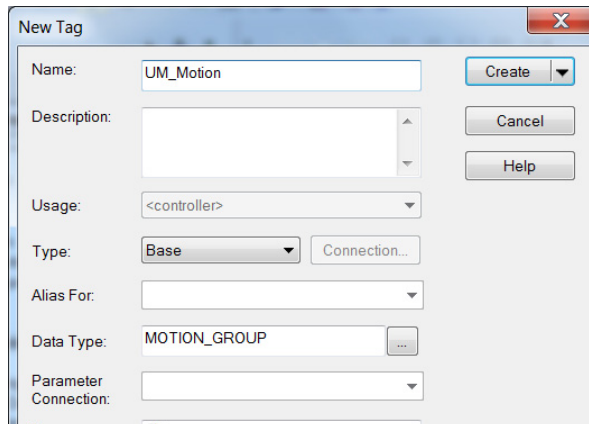 New Tag
Name: UM_Motion Create
Description: Cancel
Help
Usage: <controller>
Type: Base Connection...
Alias For:
Data Type: MOTION_GROUP ...
Parameter
Connection: